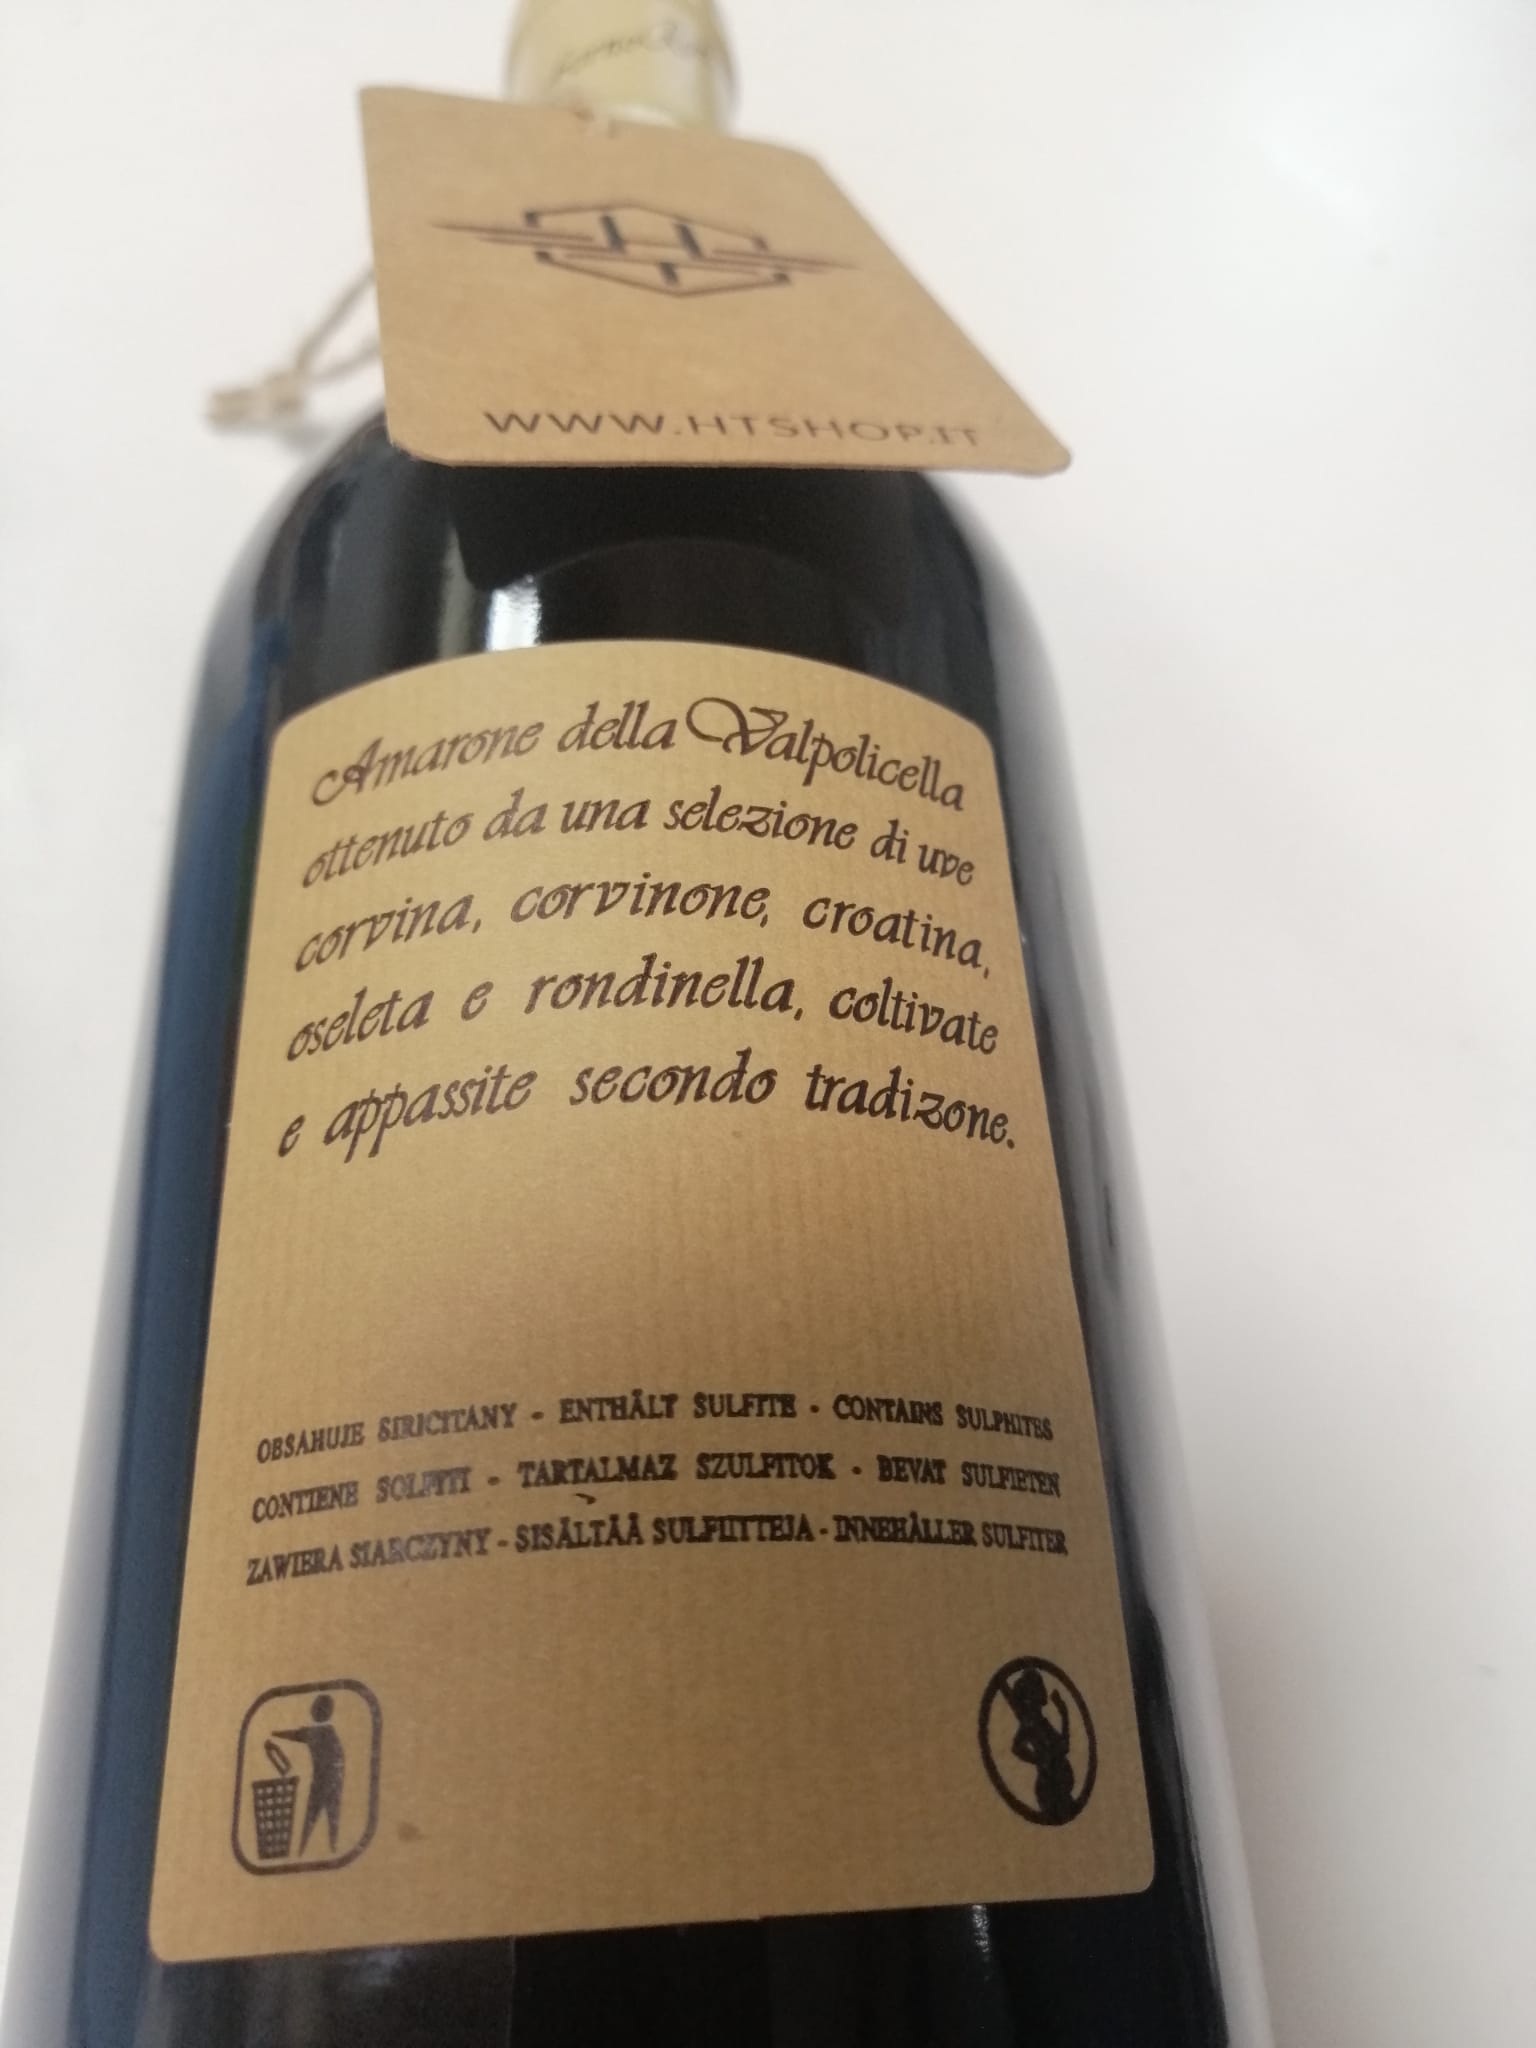 WWW.HTSHOP.IT
Amarone della Valpolicella
ottenuto da una selezione di uve
corvina, corvinone, croatina,
oseleta e rondinella, coltivate
e appassite secondo tradizone.
OBSAHUJE SIRICITANY - ENTHÄLT SULFITE - CONTAINS SULPHITES
CONTIENE SOLFITI - TARTALMAZ SZULFITOK - BEVAT SULFIETEN
ZAWIERA SIARCZYNY - SISÄLTÄÄ SULFIITTEJA - INNEHÅLLER SULFITER